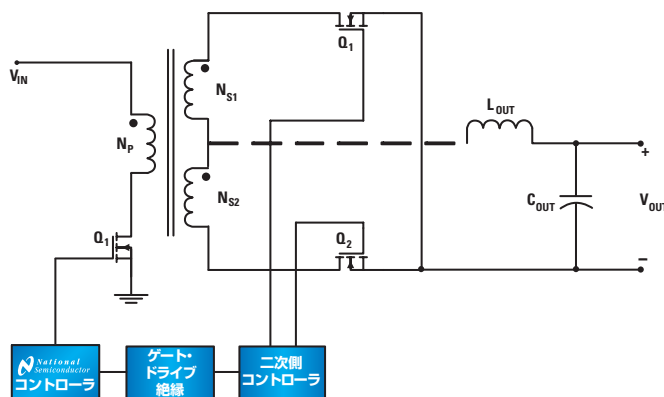 Q1
VIN
NS1
NP
LOUT
+
COUT
VOUT
NS2
Q2
Q1
−
National
Semiconductor
コントローラ
ゲート・
ドライブ
絶縁
二次側
コントローラ